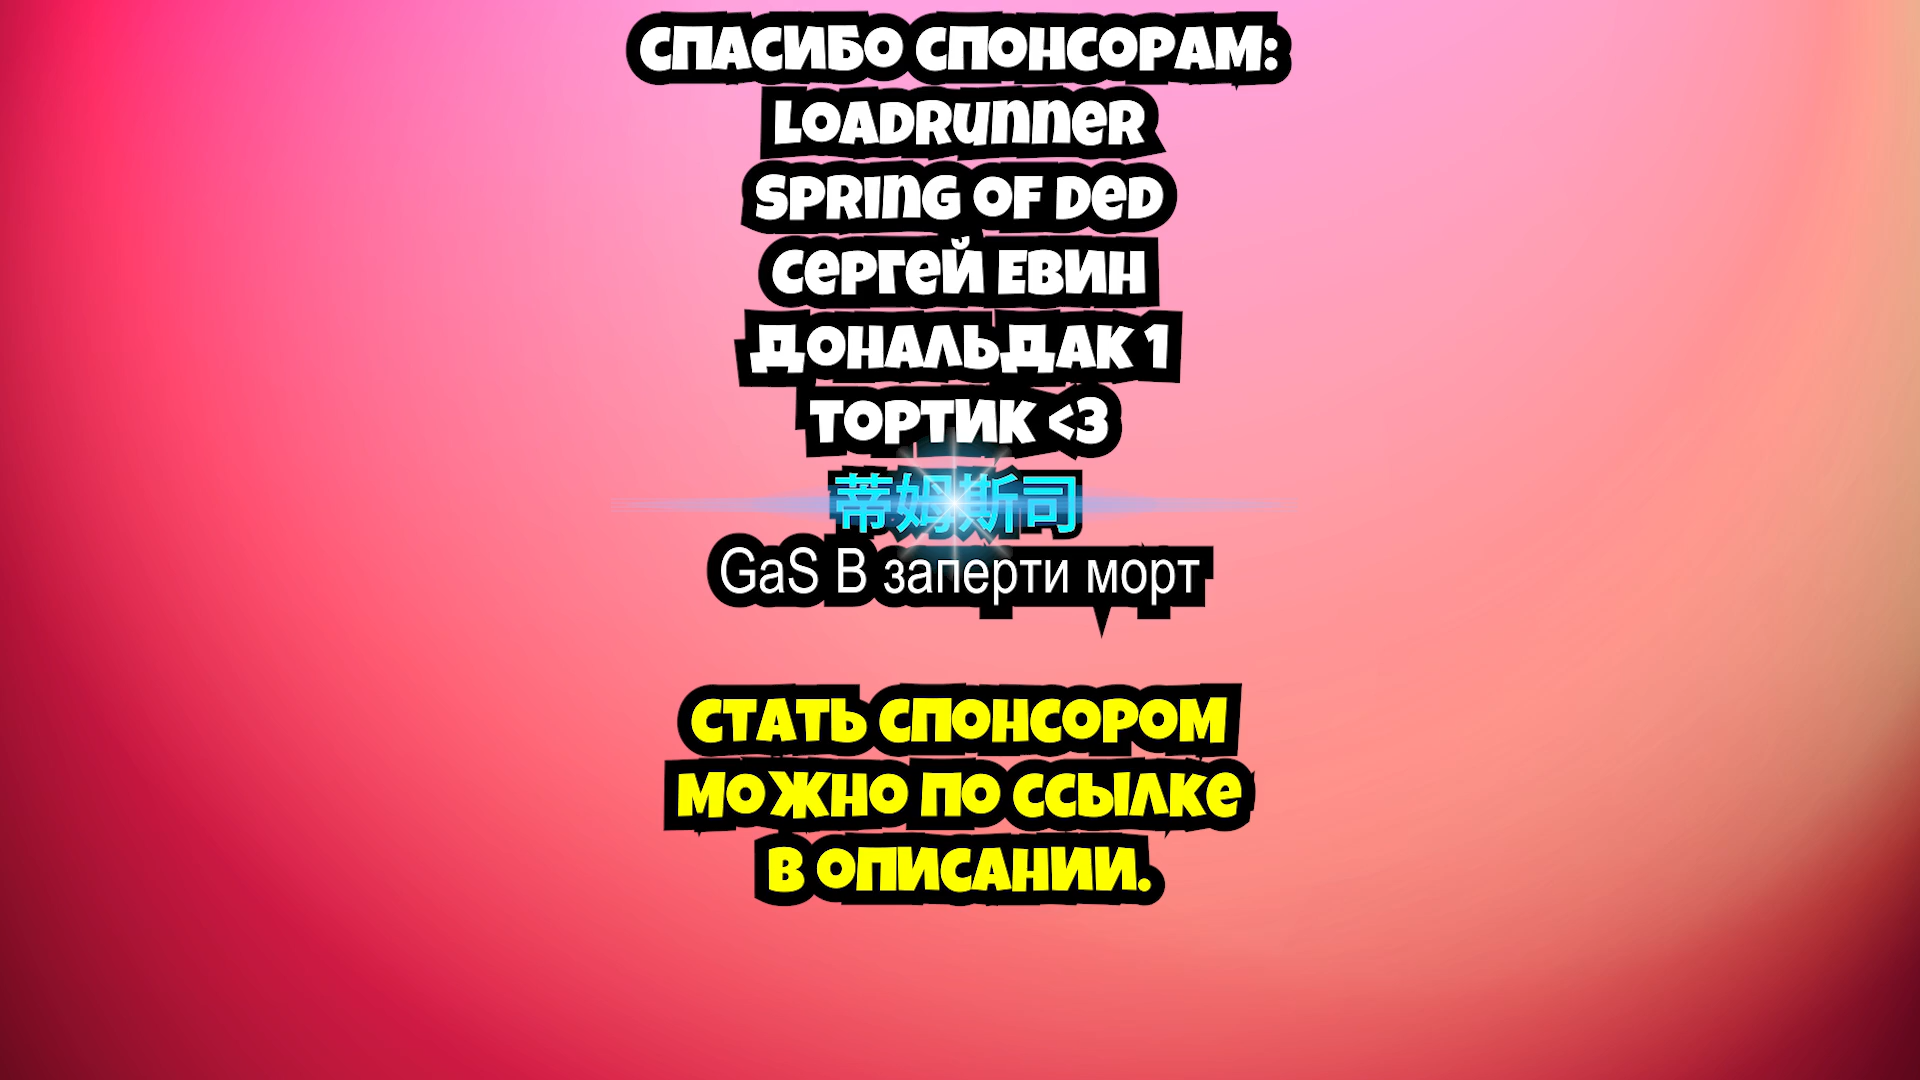 СПАСИБО СПОНСОРАМ:
LOADRUNNER
SPRING OF DED
СЕРГЕЙ ЕВИН
ДОНАЛЬДАК 1
ТОРТИК <3
蒂姆斯司
GaS В заперти морт
СТАТЬ СПОНСОРОМ
МОЖНО ПО ССЫЛКЕ
В ОПИСАНИИ.